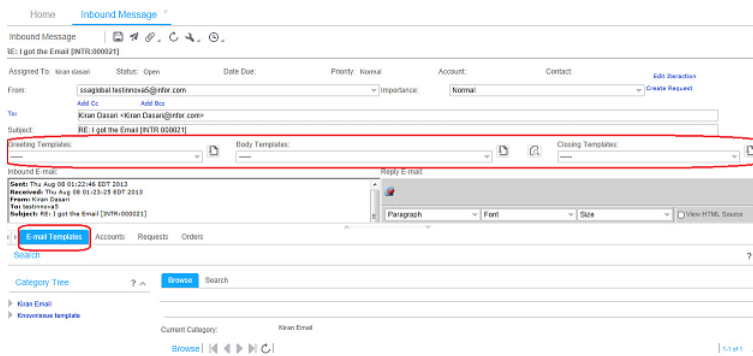 Home Inbound Message
Inbound Message
RE: I got the Email [INTR:000021]
Assigned To: Kiran dasari Status: Open Date Due: Priority: Normal Account: Contact: Edit Iteraction
From: ssaglobal.testinnova5@infor.com Importance: Normal Create Request
Add Cc Add Bcc
To: Kiran Dasari <Kiran.Dasari@infor.com>
Subject: RE: I got the Email [INTR:000021]
Greeting Templates: Body Templates: Closing Templates:
----- ----- -----
Inbound E-mail: Reply E-mail:
Sent: Thu Aug 08 01:22:46 EDT 2013
Received: Thu Aug 08 01:23:25 EDT 2013
From: Kiran Dasari
To: testinnova5
Subject: RE: I got the Email [INTR:000021]
Paragraph Font Size View HTML Source
E-mail Templates Accounts Requests Orders
Search ?
Category Tree ? Browse Search
Kiran Email
Knownissue template
Current Category: Kiran Email
Browse 1-1 of 1